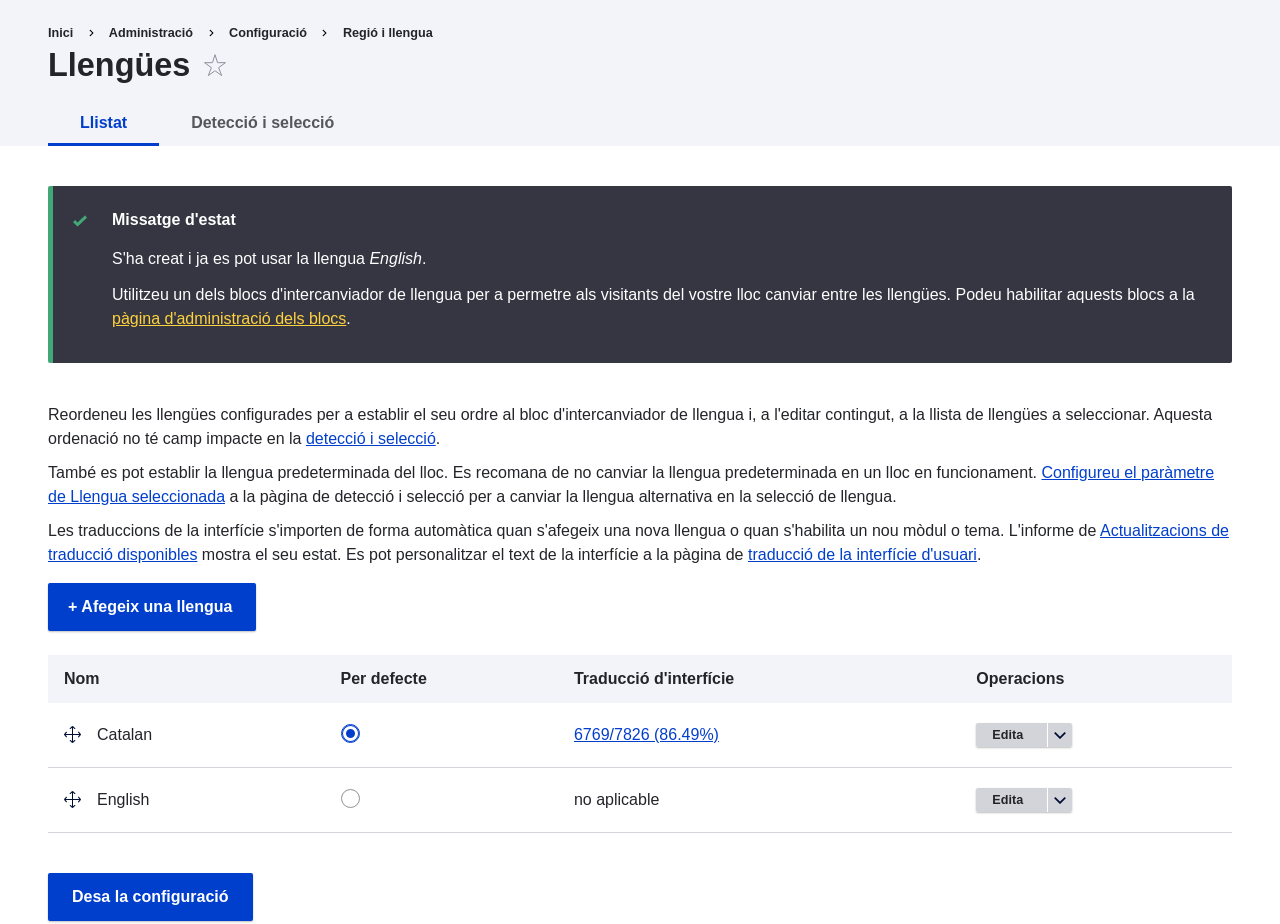 Inici
Administració
Configuració
Regió i llengua
Llengües
Llistat
Detecció i selecció
Missatge d'estat
S'ha creat i ja es pot usar la llengua English.
Utilitzeu un dels blocs d'intercanviador de llengua per a permetre als visitants del vostre lloc canviar entre les llengües. Podeu habilitar aquests blocs a la
pàgina d'administració dels blocs.
Reordeneu les llengües configurades per a establir el seu ordre al bloc d'intercanviador de llengua i, a l'editar contingut, a la llista de llengües a seleccionar. Aquesta
ordenació no té camp impacte en la detecció i selecció.
També es pot establir la llengua predeterminada del lloc. Es recomana de no canviar la llengua predeterminada en un lloc en funcionament. Configureu el paràmetre
de Llengua seleccionada a la pàgina de detecció i selecció per a canviar la llengua alternativa en la selecció de llengua.
Les traduccions de la interfície s'importen de forma automàtica quan s'afegeix una nova llengua o quan s'habilita un nou mòdul o tema. L'informe de Actualitzacions de
traducció disponibles mostra el seu estat. Es pot personalitzar el text de la interfície a la pàgina de traducció de la interfície d'usuari.
+ Afegeix una llengua
Nom
Per defecte
Traducció d'interfície
Operacions
Catalan
6769/7826 (86.49%)
Edita
English
no aplicable
Edita
Desa la configuració